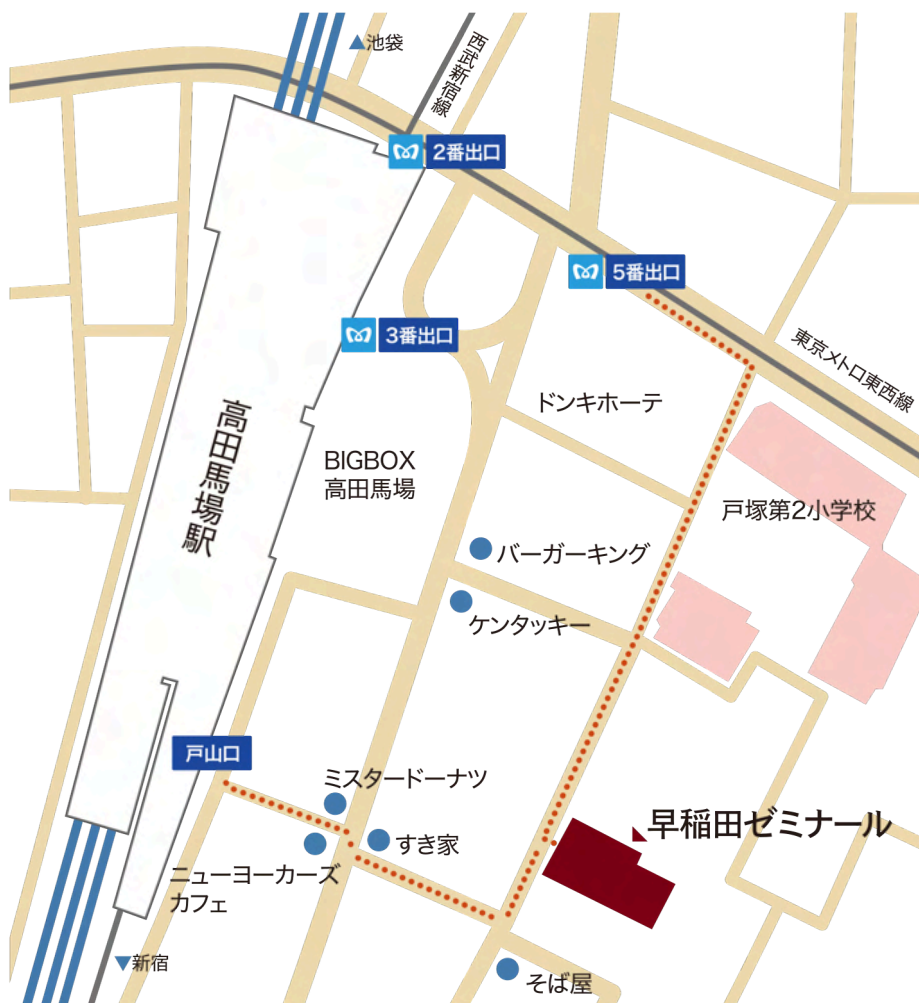 ▲池袋
西武新宿線
2番出口
5番出口
3番出口
東京メトロ東西線
ドンキホーテ
高田馬場駅
BIGBOX
高田馬場
戸塚第2小学校
バーガーキング
ケンタッキー
戸山口
ミスタードーナツ
早稲田ゼミナール
すき家
ニューヨーカーズ
カフェ
▼新宿
そば屋